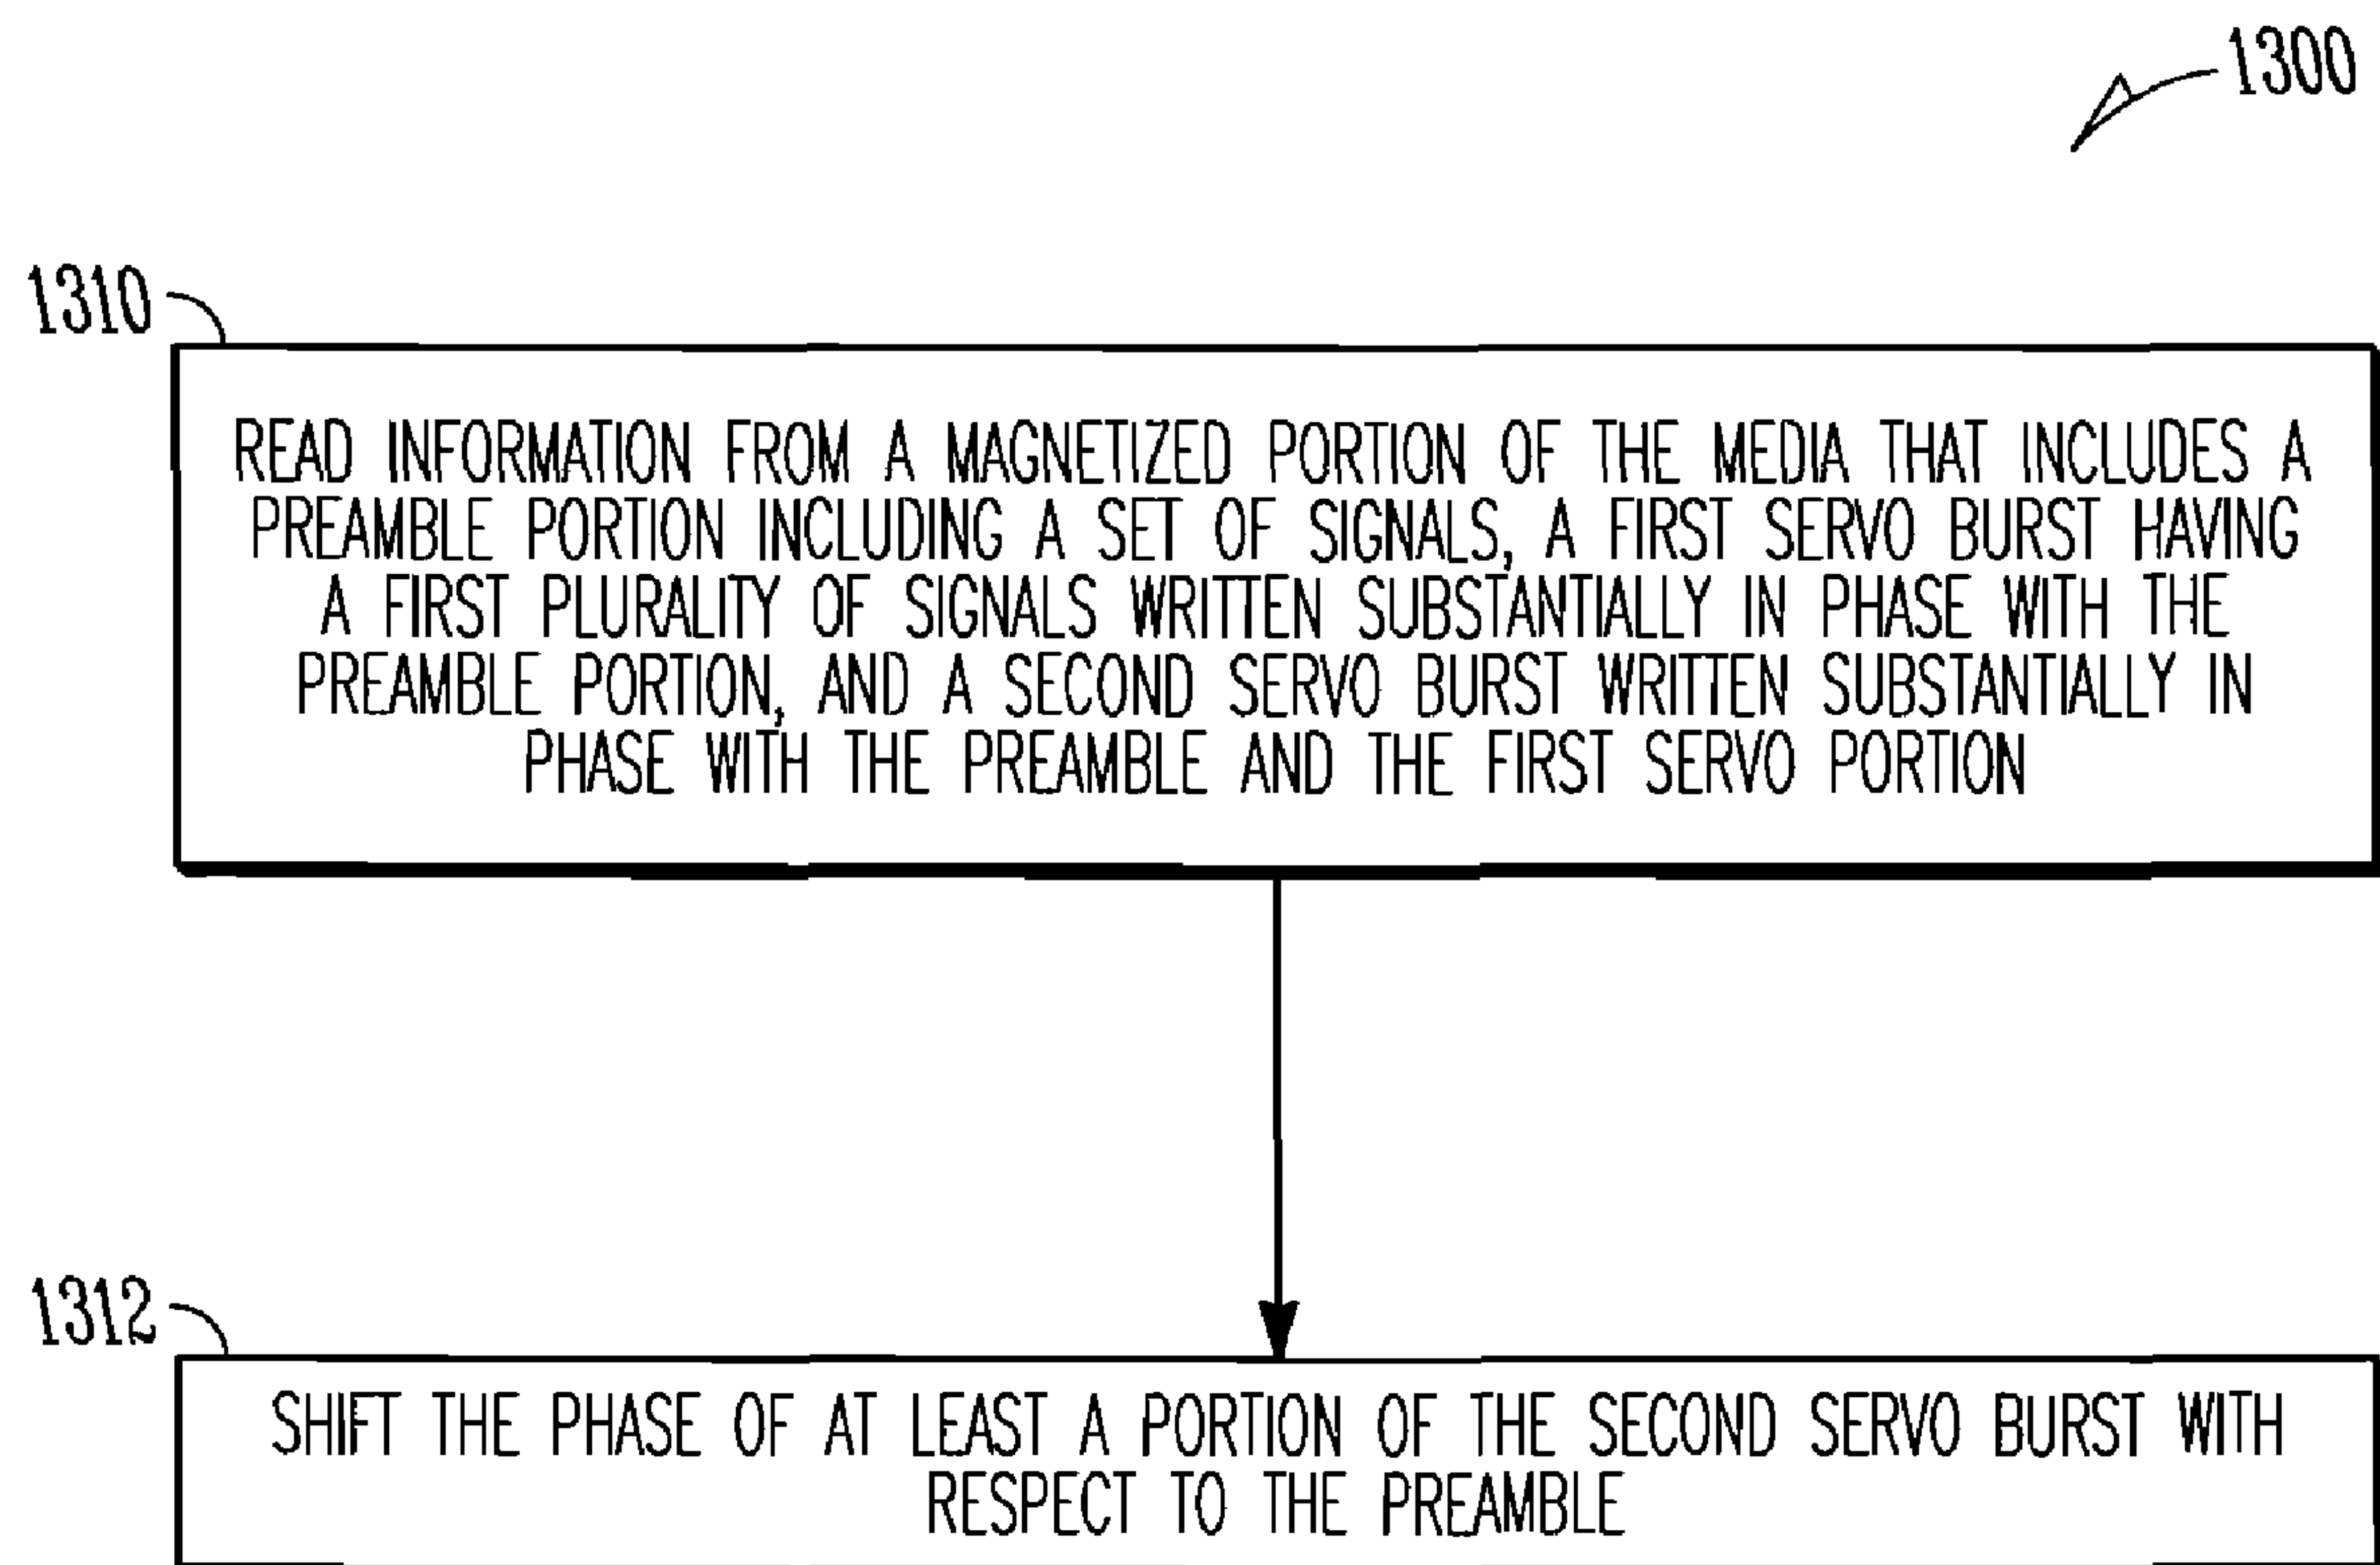 1300
1310
READ INFORMATION FROM A MAGNETIZED PORTION OF THE MEDIA THAT INCLUDES A
PREAMBLE PORTION INCLUDING A SET OF SIGNALS, A FIRST SERVO BURST HAVING
A FIRST PLURALITY OF SIGNALS WRITTEN SUBSTANTIALLY IN PHASE WITH THE
PREAMBLE PORTION, AND A SECOND SERVO BURST WRITTEN SUBSTANTIALLY IN
PHASE WITH THE PREAMBLE AND THE FIRST SERVO PORTION
1312
SHIFT THE PHASE OF AT LEAST A PORTION OF THE SECOND SERVO BURST WITH
RESPECT TO THE PREAMBLE